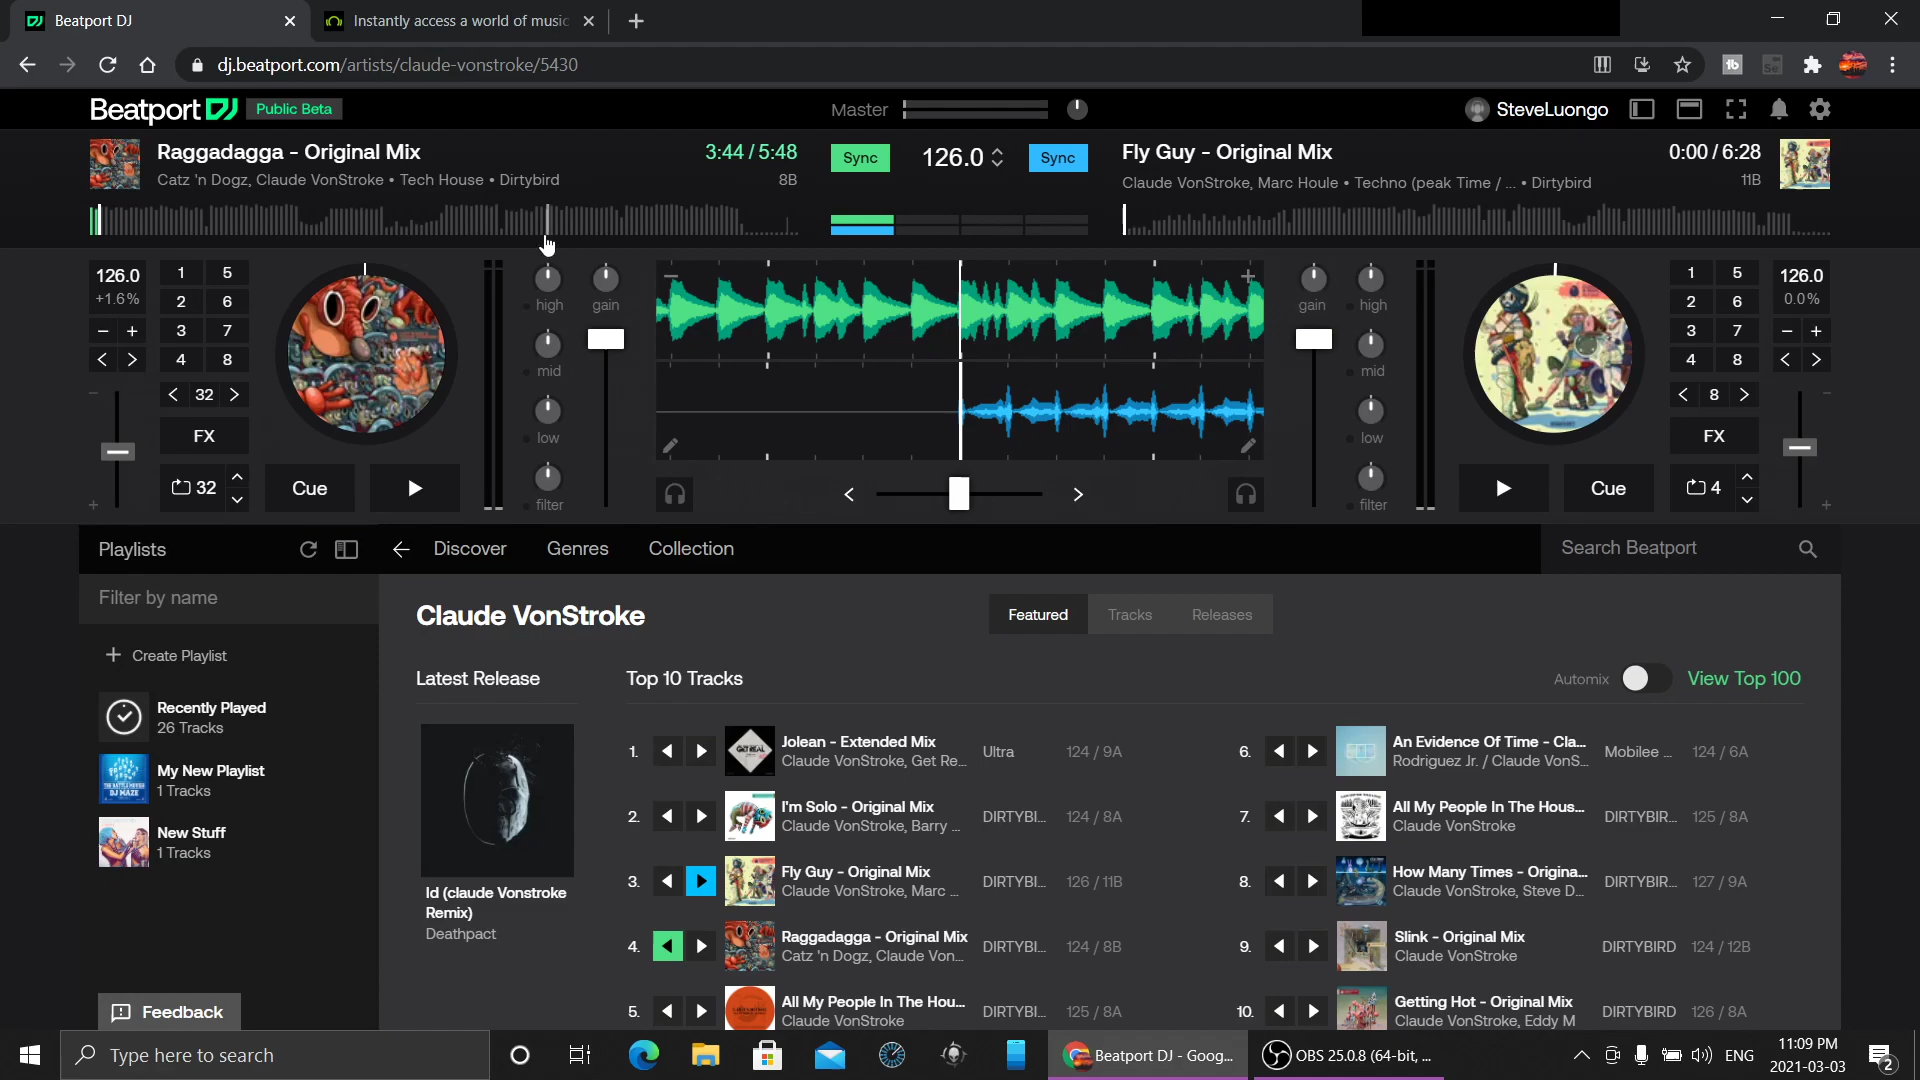 Beatport DJ
Instantly access a world of music
dj.beatport.com/artists/claude-vonstroke/5430
Beatport DJ Public Beta
Master
SteveLuongo
Raggadagga - Original Mix
3:44 / 5:48
Sync
126.0
Sync
Fly Guy - Original Mix
0:00 / 6:28
Catz 'n Dogz, Claude VonStroke • Tech House • Dirtybird
8B
Claude VonStroke, Marc Houle • Techno (peak Time / ... • Dirtybird
11B
126.0
+1.6%
1 5
2 6
3 7
4 8
< 32 >
FX
32
Cue
high
mid
low
filter
gain
gain
high
mid
low
filter
1 5
2 6
3 7
4 8
126.0
0.0%
< 8 >
FX
Cue
4
Playlists
Discover
Genres
Collection
Search Beatport
Filter by name
Create Playlist
Recently Played
26 Tracks
My New Playlist
1 Tracks
New Stuff
1 Tracks
Feedback
Claude VonStroke
Featured
Tracks
Releases
Latest Release
Id (claude Vonstroke
Remix)
Deathpact
Top 10 Tracks
Automix
View Top 100
1. Jolean - Extended Mix
Claude VonStroke, Get Re...
Ultra
124 / 9A
2. I'm Solo - Original Mix
Claude VonStroke, Barry ...
DIRTYBI...
124 / 8A
3. Fly Guy - Original Mix
Claude VonStroke, Marc ...
DIRTYBI...
126 / 11B
4. Raggadagga - Original Mix
Catz 'n Dogz, Claude Von...
DIRTYBI...
124 / 8B
5. All My People In The Hou...
Claude VonStroke
DIRTYBI...
125 / 8A
6. An Evidence Of Time - Cla...
Rodriguez Jr. / Claude VonS...
Mobilee ...
124 / 6A
7. All My People In The Hous...
Claude VonStroke
DIRTYBIR...
125 / 8A
8. How Many Times - Origina...
Claude VonStroke, Steve D...
DIRTYBIR...
127 / 9A
9. Slink - Original Mix
Claude VonStroke
DIRTYBIRD
124 / 12B
10. Getting Hot - Original Mix
Claude VonStroke, Eddy M
DIRTYBIRD
126 / 8A
Type here to search
Beatport DJ - Goog...
OBS 25.0.8 (64-bit, ...
ENG
11:09 PM
2021-03-03
2